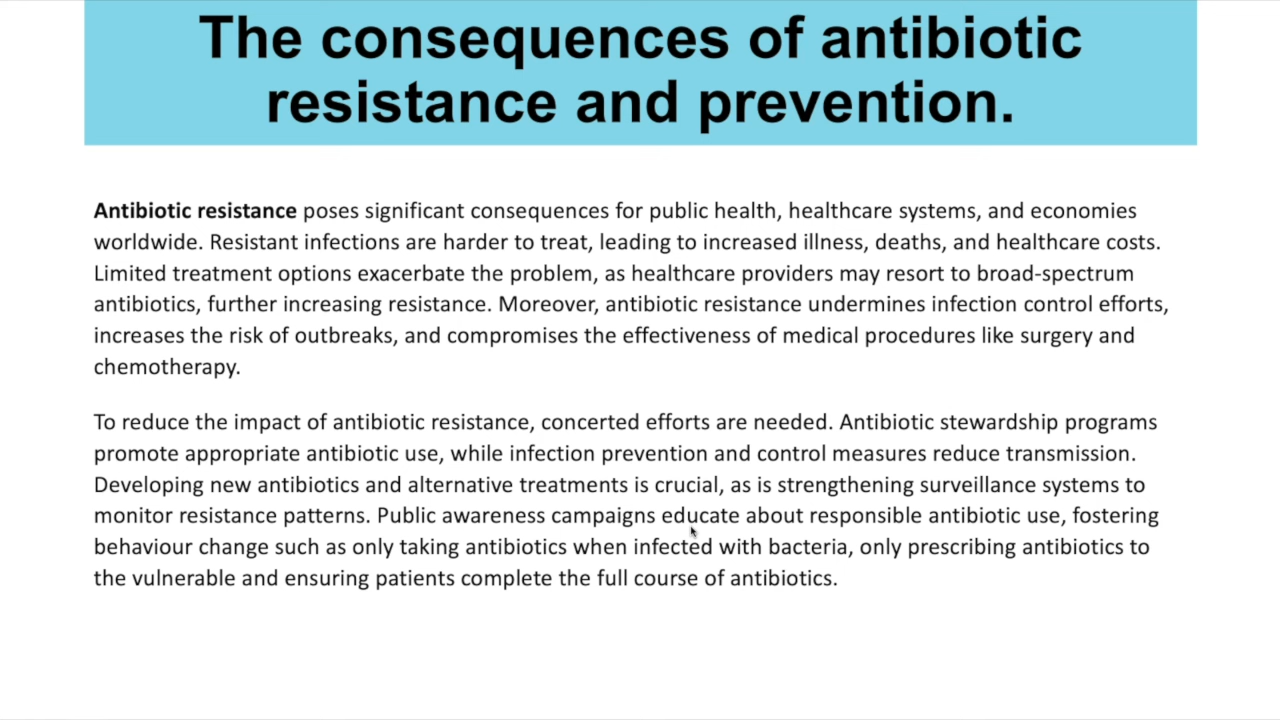 The consequences of antibiotic
resistance and prevention.
Antibiotic resistance poses significant consequences for public health, healthcare systems, and economies
worldwide. Resistant infections are harder to treat, leading to increased illness, deaths, and healthcare costs.
Limited treatment options exacerbate the problem, as healthcare providers may resort to broad-spectrum
antibiotics, further increasing resistance. Moreover, antibiotic resistance undermines infection control efforts,
increases the risk of outbreaks, and compromises the effectiveness of medical procedures like surgery and
chemotherapy.
To reduce the impact of antibiotic resistance, concerted efforts are needed. Antibiotic stewardship programs
promote appropriate antibiotic use, while infection prevention and control measures reduce transmission.
Developing new antibiotics and alternative treatments is crucial, as is strengthening surveillance systems to
monitor resistance patterns. Public awareness campaigns educate about responsible antibiotic use, fostering
behaviour change such as only taking antibiotics when infected with bacteria, only prescribing antibiotics to
the vulnerable and ensuring patients complete the full course of antibiotics.